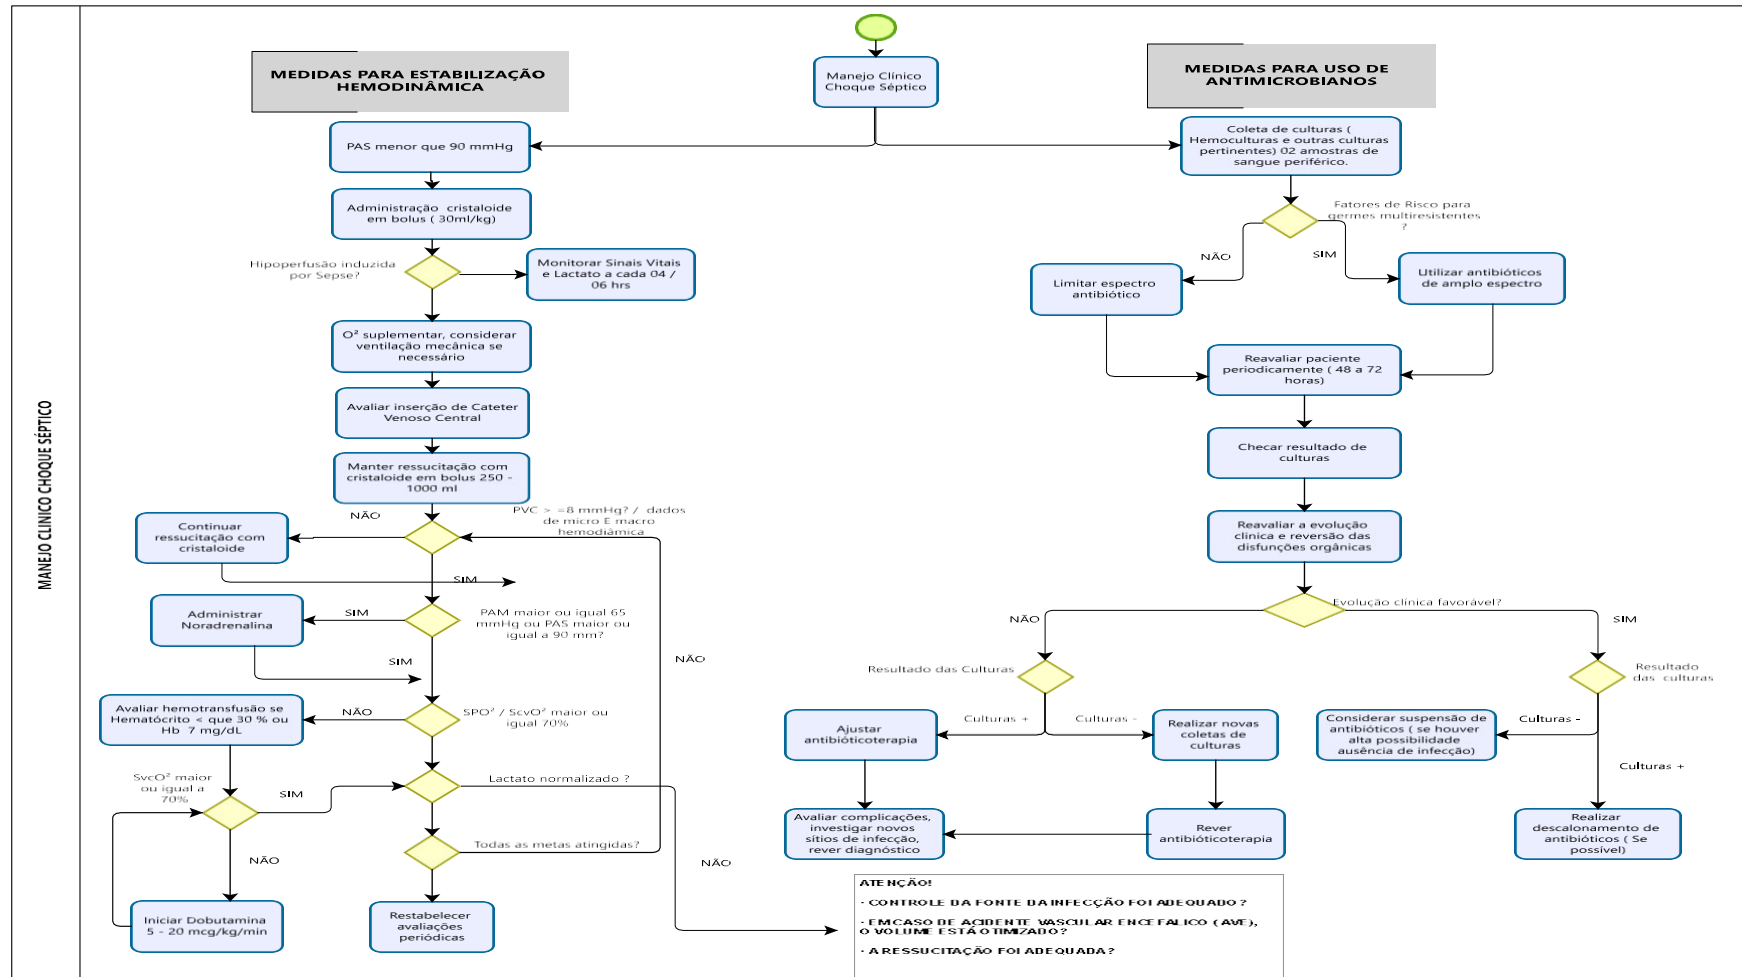 MANEJO CLINICO CHOQUE SÉPTICO
MEDIDAS PARA ESTABILIZAÇÃO
HEMODINÂMICA
Manejo Clínico
Choque Séptico
MEDIDAS PARA USO DE
ANTIMICROBIANOS
PAS menor que 90 mmHg
Administração cristaloide
em bolus ( 30ml/kg)
Hipoperfusão induzida
por Sepse?
Monitorar Sinais Vitais
e Lactato a cada 04 /
06 hrs
O² suplementar, considerar
ventilação mecânica se
necessário
Avaliar inserção de Cateter
Venoso Central
Manter ressucitação com
cristaloide em bolus 250 -
1000 ml
NÃO
PVC > =8 mmHg? / dados
de micro E macro
hemodiâmica
Continuar
ressucitação com
cristaloide
SIM
Administrar
Noradrenalina
SIM
PAM maior ou igual 65
mmHg ou PAS maior ou
igual a 90 mm?
SIM
NÃO
Avaliar hemotransfusão se
Hematócrito < que 30 % ou
Hb 7 mg/dL
NÃO
SPO² / ScvO² maior ou
igual 70%
SvcO² maior
ou igual a
70%
SIM
Lactato normalizado ?
NÃO
Todas as metas atingidas?
NÃO
Iniciar Dobutamina
5 - 20 mcg/kg/min
Restabelecer
avaliações
periódicas
Coleta de culturas (
Hemoculturas e outras culturas
pertinentes) 02 amostras de
sangue periférico.
Fatores de Risco para
germes multiresistentes
?
NÃO
SIM
Limitar espectro
antibiótico
Utilizar antibióticos
de amplo espectro
Reavaliar paciente
periodicamente ( 48 a 72
horas)
Checar resultado de
culturas
Reavaliar a evolução
clinica e reversão das
disfunções orgânicas
Evolução clínica favorável?
NÃO
SIM
Resultado das Culturas
Resultado
das culturas
Culturas +
Culturas -
Ajustar
antibióticoterapia
Realizar novas
coletas de
culturas
Considerar suspensão de
antibióticos ( se houver
alta possibilidade
ausência de infecção)
Culturas -
Culturas +
Avaliar complicações,
investigar novos
sítios de infecção,
rever diagnóstico
Rever
antibióticoterapia
Realizar
descalonamento de
antibióticos ( Se
possível)
ATENÇÃO!
· CONTROLE DA FONTE DA INFECÇÃO FOI ADEQUADO ?
· EM CASO DE ACIDENTE VASCULAR ENCEFALICO ( AVE),
O VOLUME ESTÁ OTIMIZADO?
· A RESSUCITAÇÃO FOI ADEQUADA?